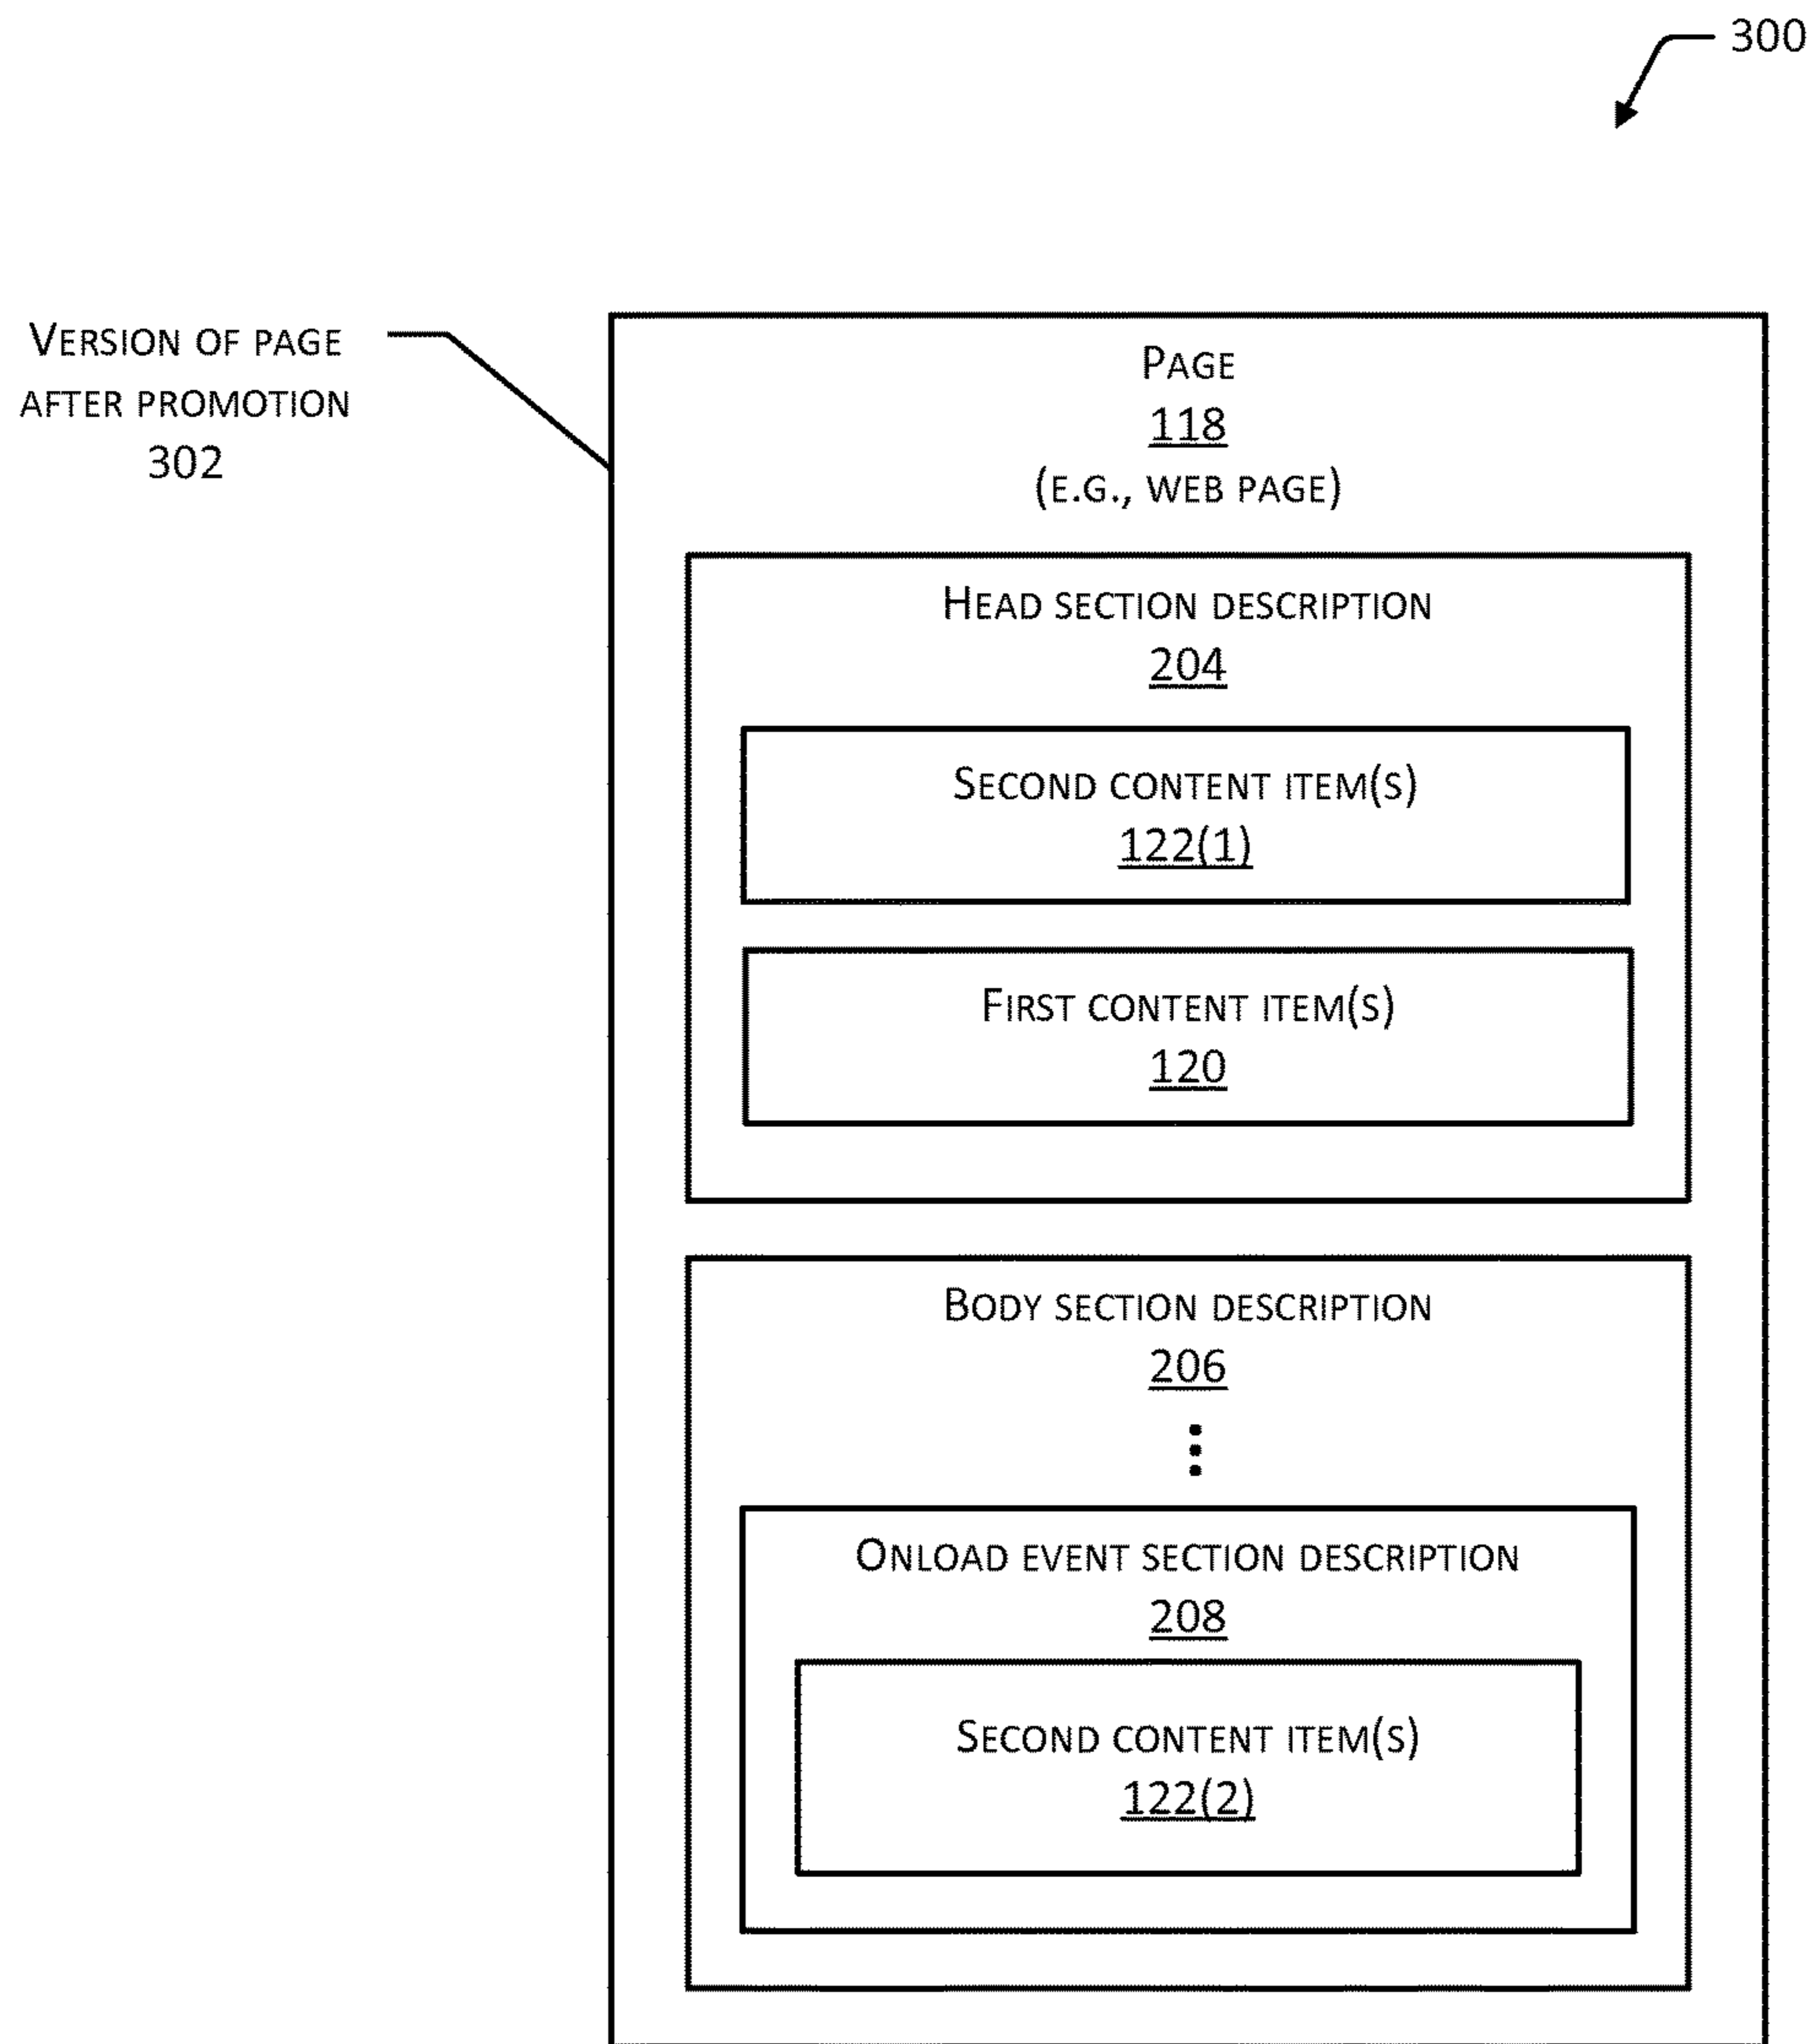 300
Version of page
after promotion
302
Page
118
(e.g., web page)
Head section description
204
Second content item(s)
122(1)
First content item(s)
120
Body section description
206
Onload event section description
208
Second content item(s)
122(2)